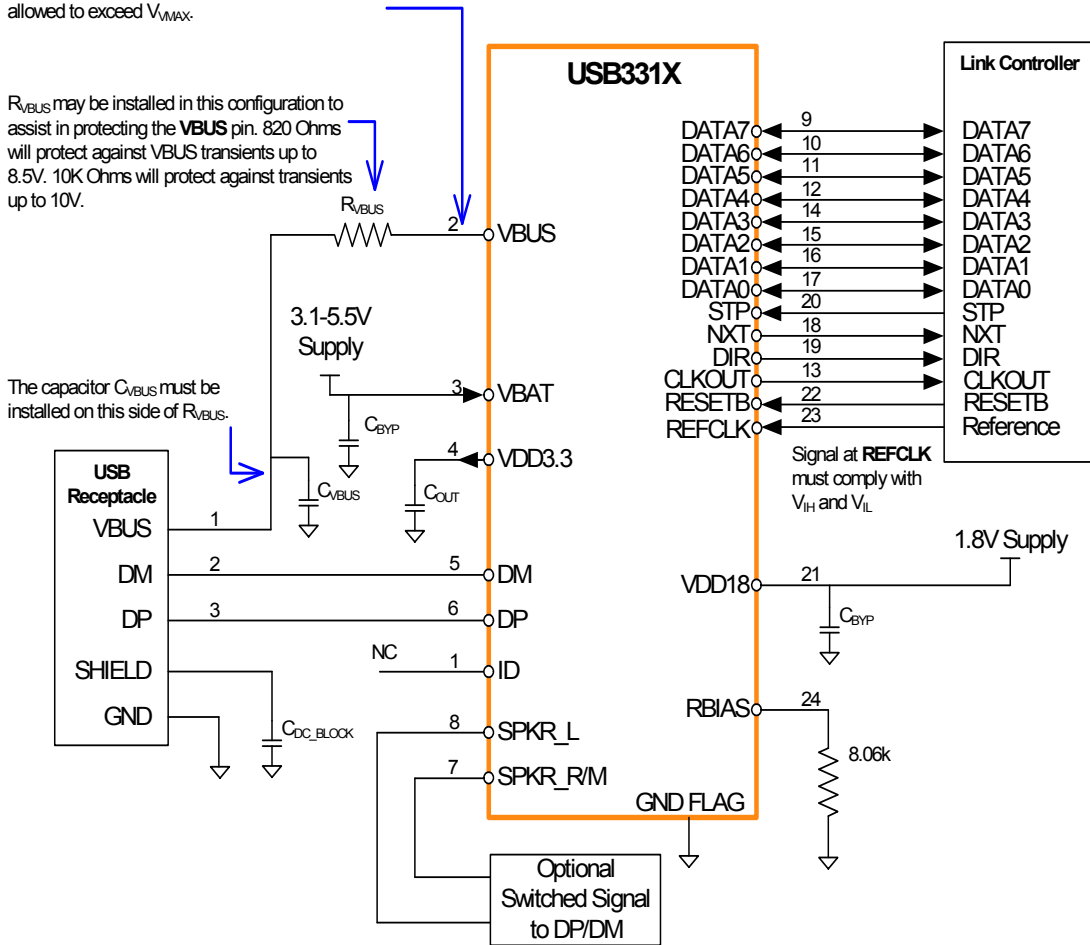 allowed to exceed VVMAX.
RVBUS may be installed in this configuration to
assist in protecting the VBUS pin. 820 Ohms
will protect against VBUS transients up to
8.5V. 10K Ohms will protect against transients
up to 10V.
RVBUS
2
VBUS
3.1-5.5V
Supply
The capacitor CVBUS must be
installed on this side of RVBUS.
3
VBAT
CBYP
4
VDD3.3
COUT
CVBUS
USB
Receptacle
VBUS
1
DM
2
5
DM
DP
3
6
DP
SHIELD
NC
1
ID
GND
CDC_BLOCK
8
SPKR_L
7
SPKR_R/M
Optional
Switched Signal
to DP/DM
USB331X
Link Controller
DATA7 9 DATA7
DATA6 10 DATA6
DATA5 11 DATA5
DATA4 12 DATA4
DATA3 14 DATA3
DATA2 15 DATA2
DATA1 16 DATA1
DATA0 17 DATA0
STP 20 STP
NXT 18 NXT
DIR 19 DIR
CLKOUT 13 CLKOUT
RESETB 22 RESETB
REFCLK 23 Reference
Signal at REFCLK
must comply with
VIH and VIL
1.8V Supply
VDD18
21
CBYP
RBIAS
24
8.06k
GND FLAG